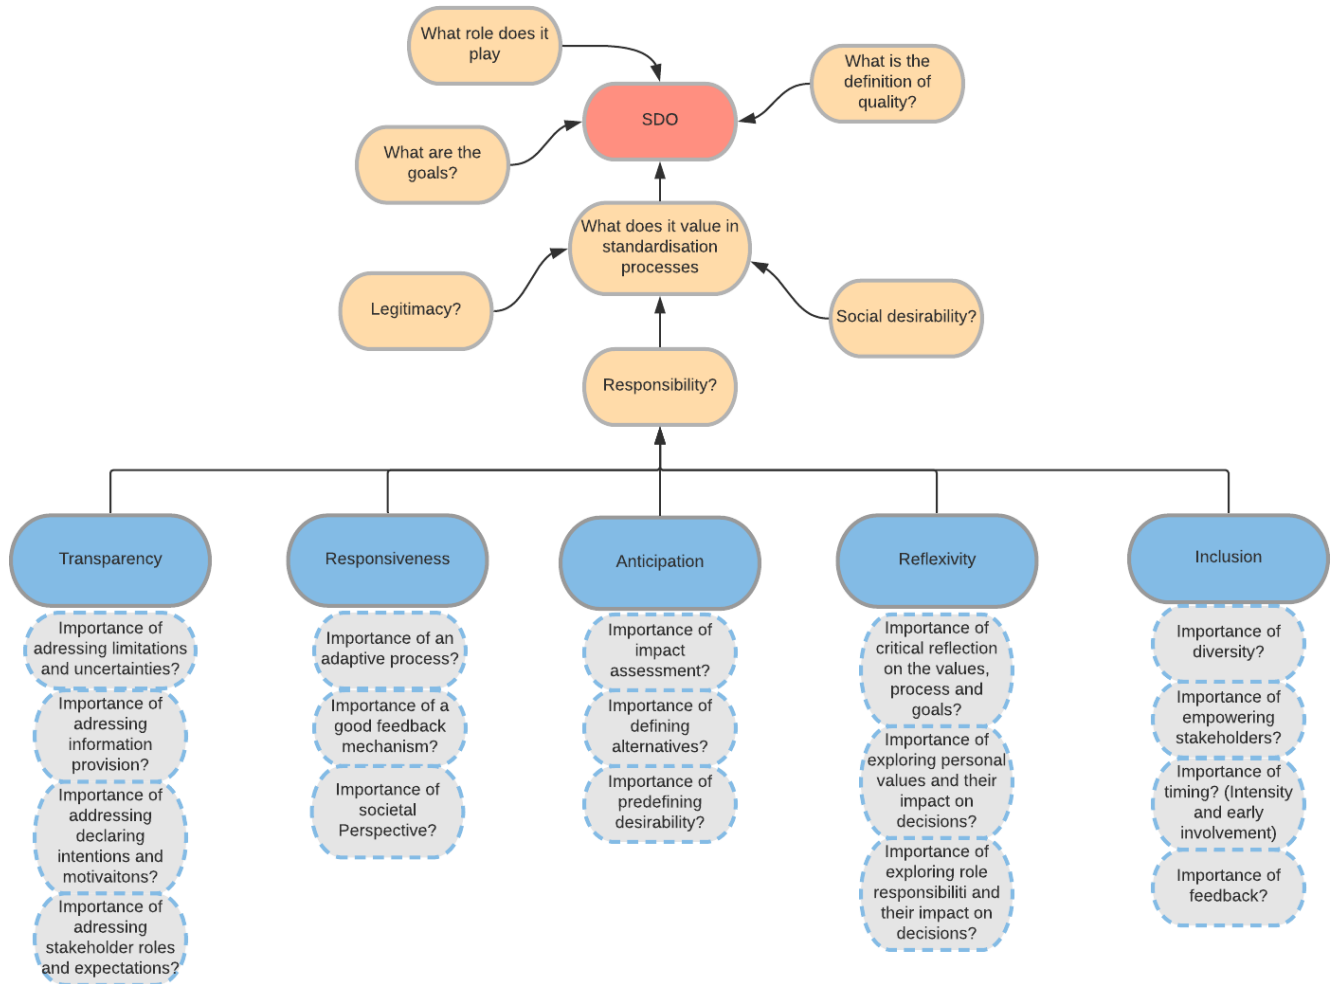 What role does it
play
What is the
definition of
quality?
SDO
What are the
goals?
What does it value in
standardisation
processes
Legitimacy?
Social desirability?
Responsibility?
Transparency
Responsiveness
Anticipation
Reflexivity
Inclusion
Importance of
adressing limitations
and uncertainties?
Importance of
adressing
information
provision?
Importance of
addressing
declaring
intentions and
motivaitons?
Importance of
adressing
stakeholder roles
and expectations?
Importance of an
adaptive process?
Importance of a
good feedback
mechanism?
Importance of
societal
Perspective?
Importance of
impact
assessment?
Importance of
defining
alternatives?
Importance of
predefining
desirability?
Importance of
critical reflection
on the values,
process and
goals?
Importance of
exploring personal
values and their
impact on
decisions?
Importance of
exploring role
responsibiliti and
their impact on
decisions?
Importance of
diversity?
Importance of
empowering
stakeholders?
Importance of
timing? (Intensity
and early
involvement)
Importance of
feedback?